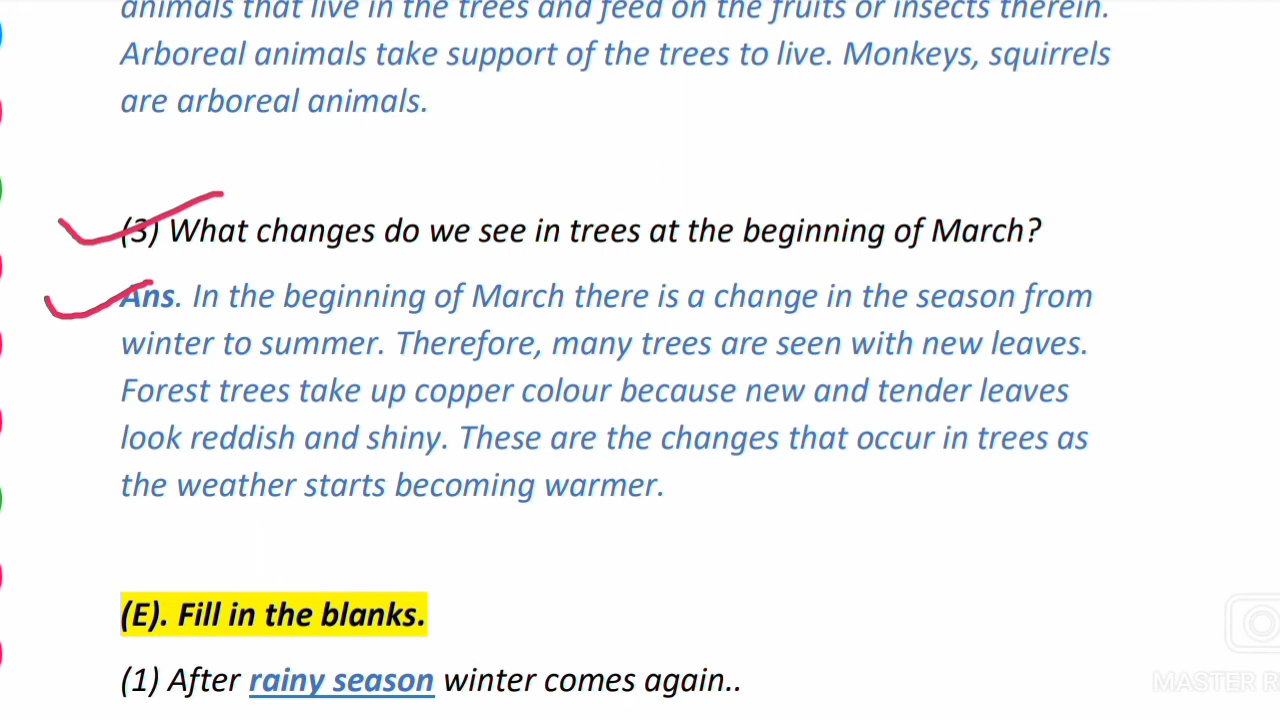 animals that live in the trees and feed on the fruits or insects therein.
Arboreal animals take support of the trees to live. Monkeys, squirrels
are arboreal animals.
(3) What changes do we see in trees at the beginning of March?
Ans. In the beginning of March there is a change in the season from
winter to summer. Therefore, many trees are seen with new leaves.
Forest trees take up copper colour because new and tender leaves
look reddish and shiny. These are the changes that occur in trees as
the weather starts becoming warmer.
(E). Fill in the blanks.
(1) After rainy season winter comes again..
MASTER